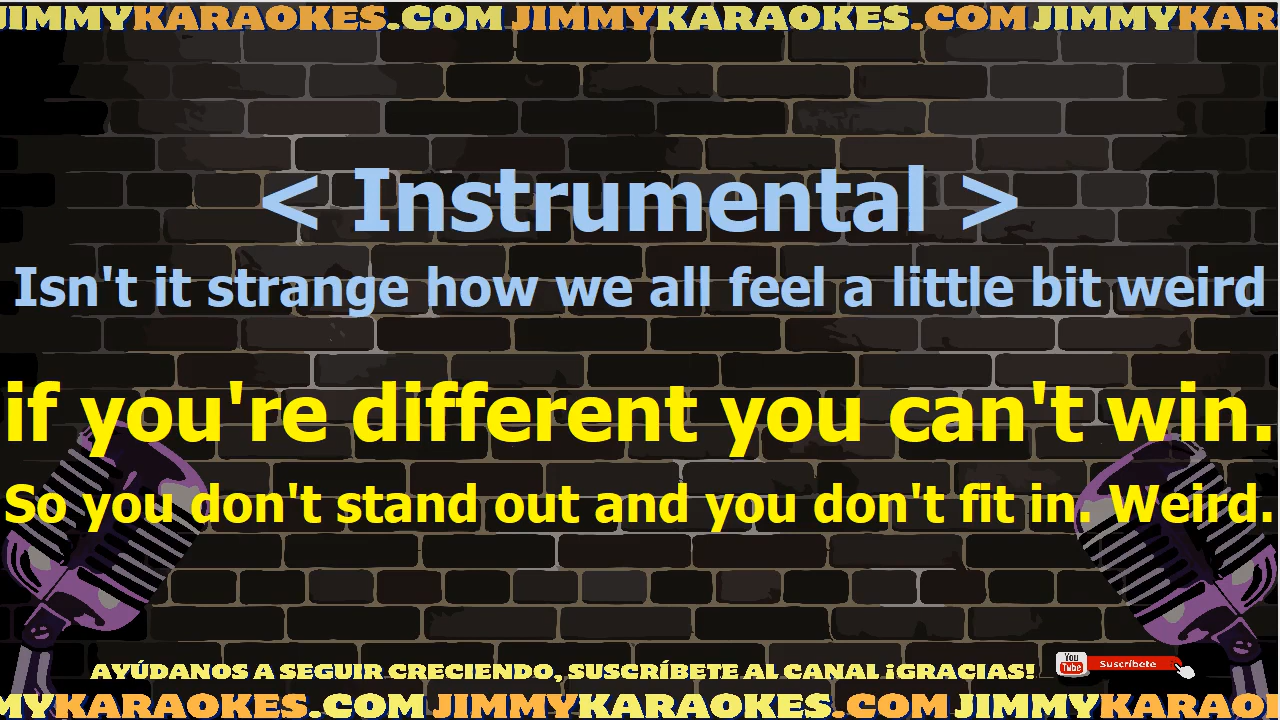 JIMMYKARAOKES.COM JIMMYKARAOKES.COM JIMMYKAR
< Instrumental >
Isn't it strange how we all feel a little bit weird
if you're different you can't win.
So you don't stand out and you don't fit in. Weird.
AYÚDANOS A SEGUIR CRECIENDO, SUSCRÍBETE AL CANAL ¡GRACIAS!
You Tube Suscríbete
MYKARAOKES.COM JIMMYKARAOKES.COM JIMMYKARAO